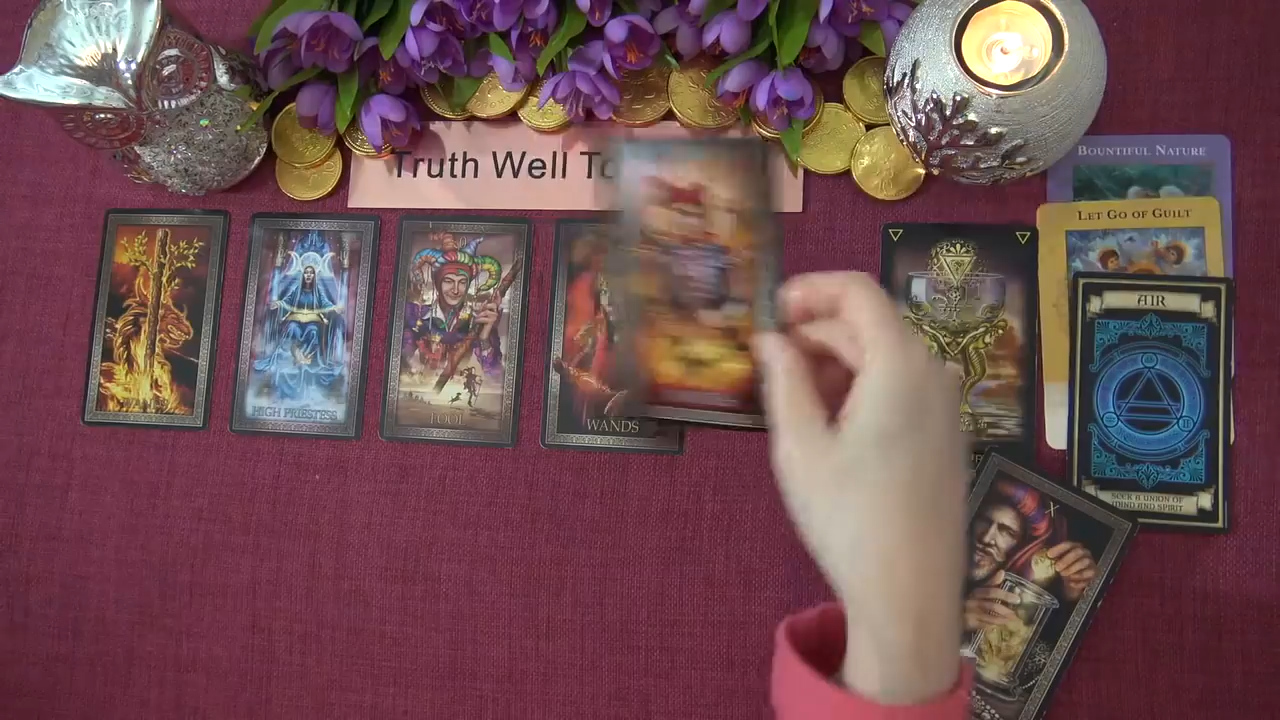 Truth Well To
BOUNTIFUL NATURE
LET GO OF GUILT
AIR
HIGH PRIESTESS
FOOL
WANDS
X
SEEK A UNION OF
MIND AND SPIRIT